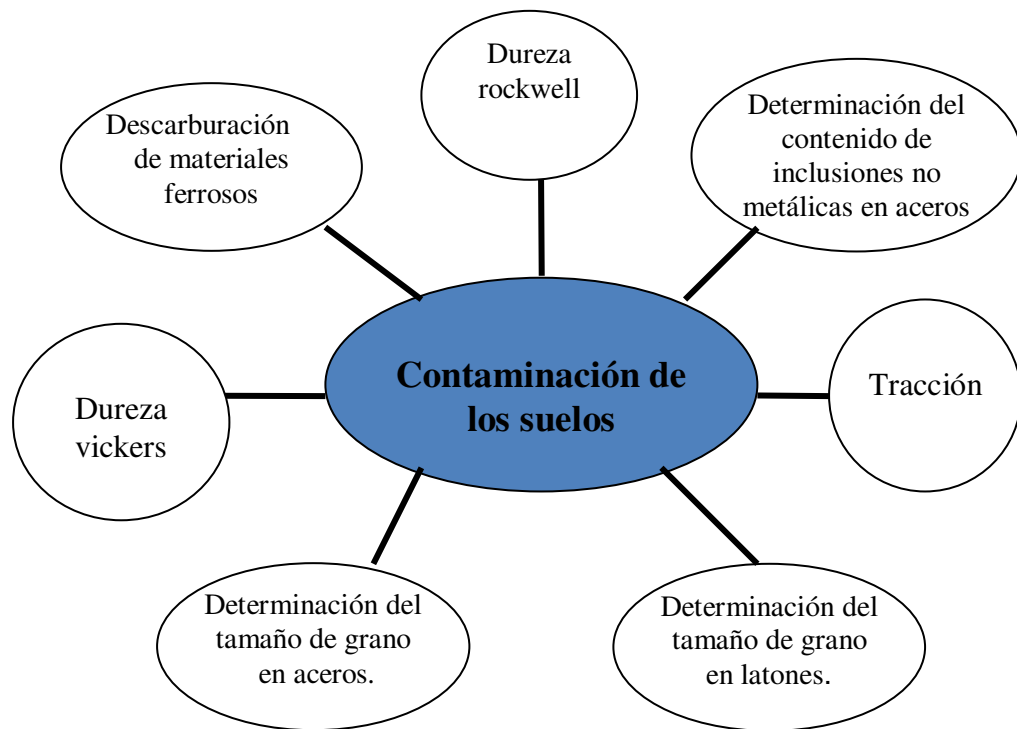 Dureza
rockwell
Descarburación
de materiales
ferrosos
Determinación del
contenido de
inclusiones no
metálicas en aceros
Contaminación de
los suelos
Tracción
Dureza
vickers
Determinación del
tamaño de grano
en aceros.
Determinación del
tamaño de grano
en latones.